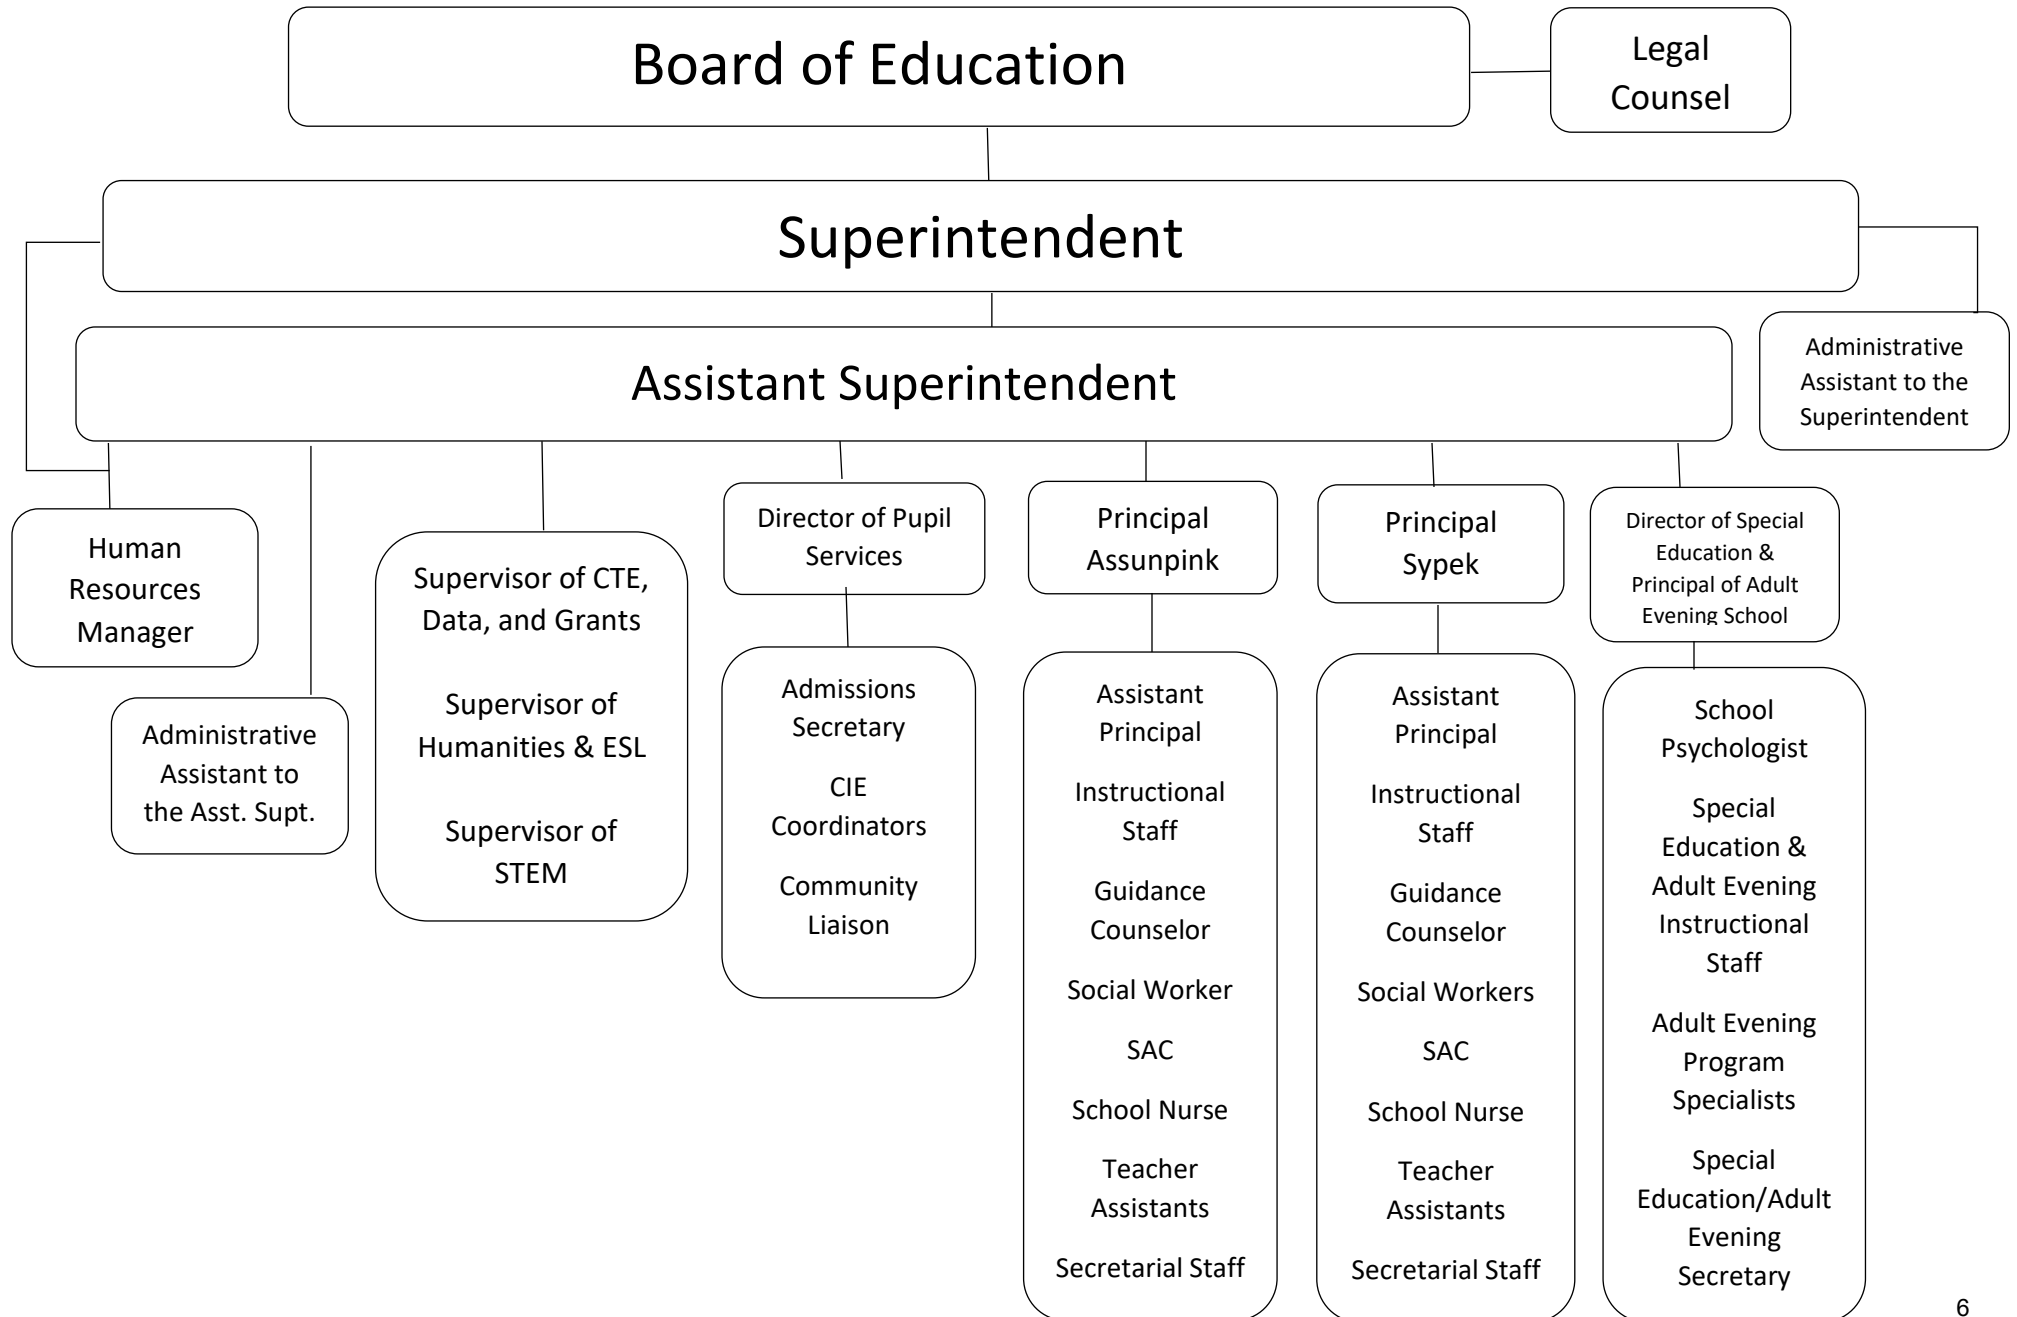 Board of Education
Legal
Counsel
Superintendent
Assistant Superintendent
Administrative
Assistant to the
Superintendent
Human
Resources
Manager
Administrative
Assistant to
the Asst. Supt.
Supervisor of CTE,
Data, and Grants
Supervisor of
Humanities & ESL
Supervisor of
STEM
Director of Pupil
Services
Admissions
Secretary
CIE
Coordinators
Community
Liaison
Principal
Assunpink
Assistant
Principal
Instructional
Staff
Guidance
Counselor
Social Worker
SAC
School Nurse
Teacher
Assistants
Secretarial Staff
Principal
Sypek
Assistant
Principal
Instructional
Staff
Guidance
Counselor
Social Workers
SAC
School Nurse
Teacher
Assistants
Secretarial Staff
Director of Special
Education &
Principal of Adult
Evening School
School
Psychologist
Special
Education &
Adult Evening
Instructional
Staff
Adult Evening
Program
Specialists
Special
Education/Adult
Evening
Secretary
6